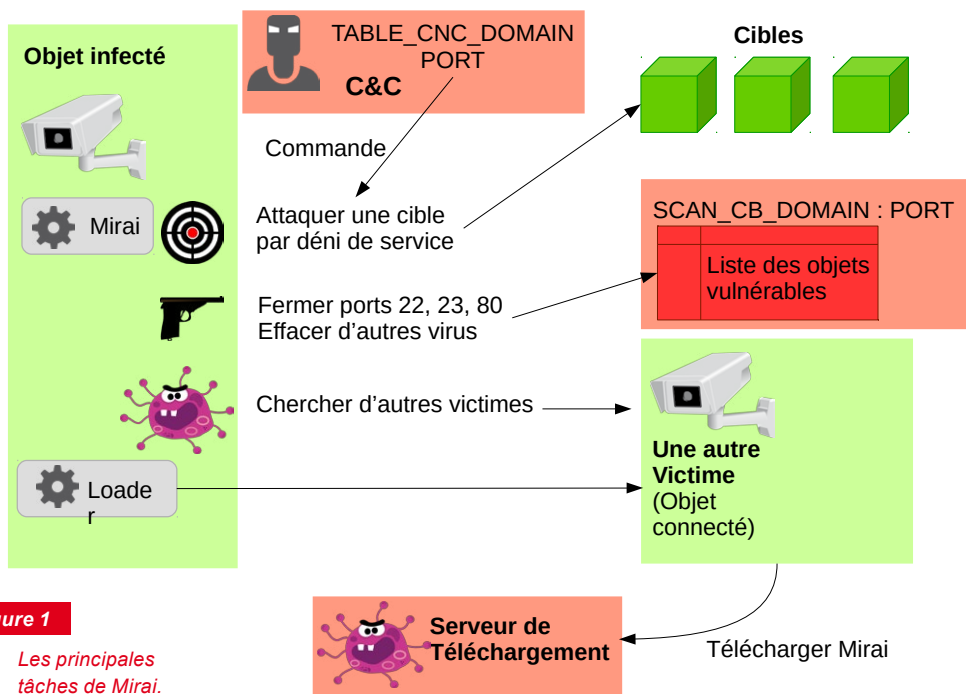 Objet infecté
TABLE_CNC_DOMAIN
PORT
C&C
Cibles
Commande
Mirai
Attaquer une cible
par déni de service
SCAN_CB_DOMAIN : PORT
Liste des objets
vulnérables
Fermer ports 22, 23, 80
Effacer d’autres virus
Chercher d’autres victimes
Une autre
Victime
(Objet
connecté)
Loade
r
Serveur de
Téléchargement
Télécharger Mirai
gure 1
Les principales
tâches de Mirai.